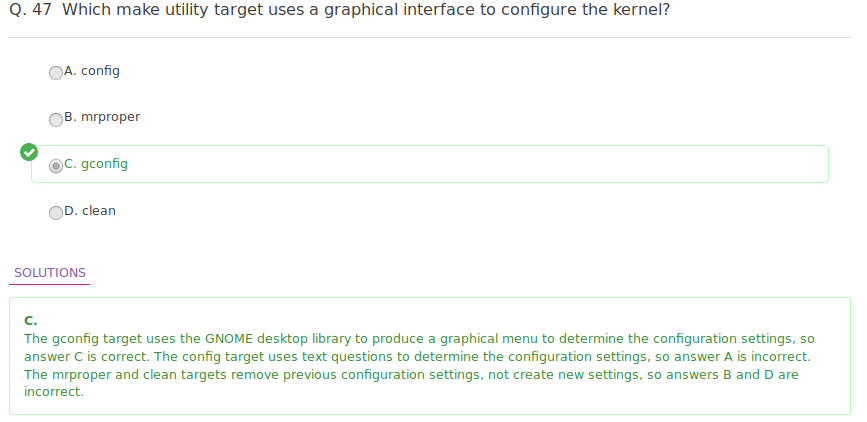 Q. 47  Which make utility target uses a graphical interface to configure the kernel?
A. config
B. mrproper
C. gconfig
D. clean
SOLUTIONS
C.
The gconfig target uses the GNOME desktop library to produce a graphical menu to determine the configuration settings, so
answer C is correct. The config target uses text questions to determine the configuration settings, so answer A is incorrect.
The mrproper and clean targets remove previous configuration settings, not create new settings, so answers B and D are
incorrect.